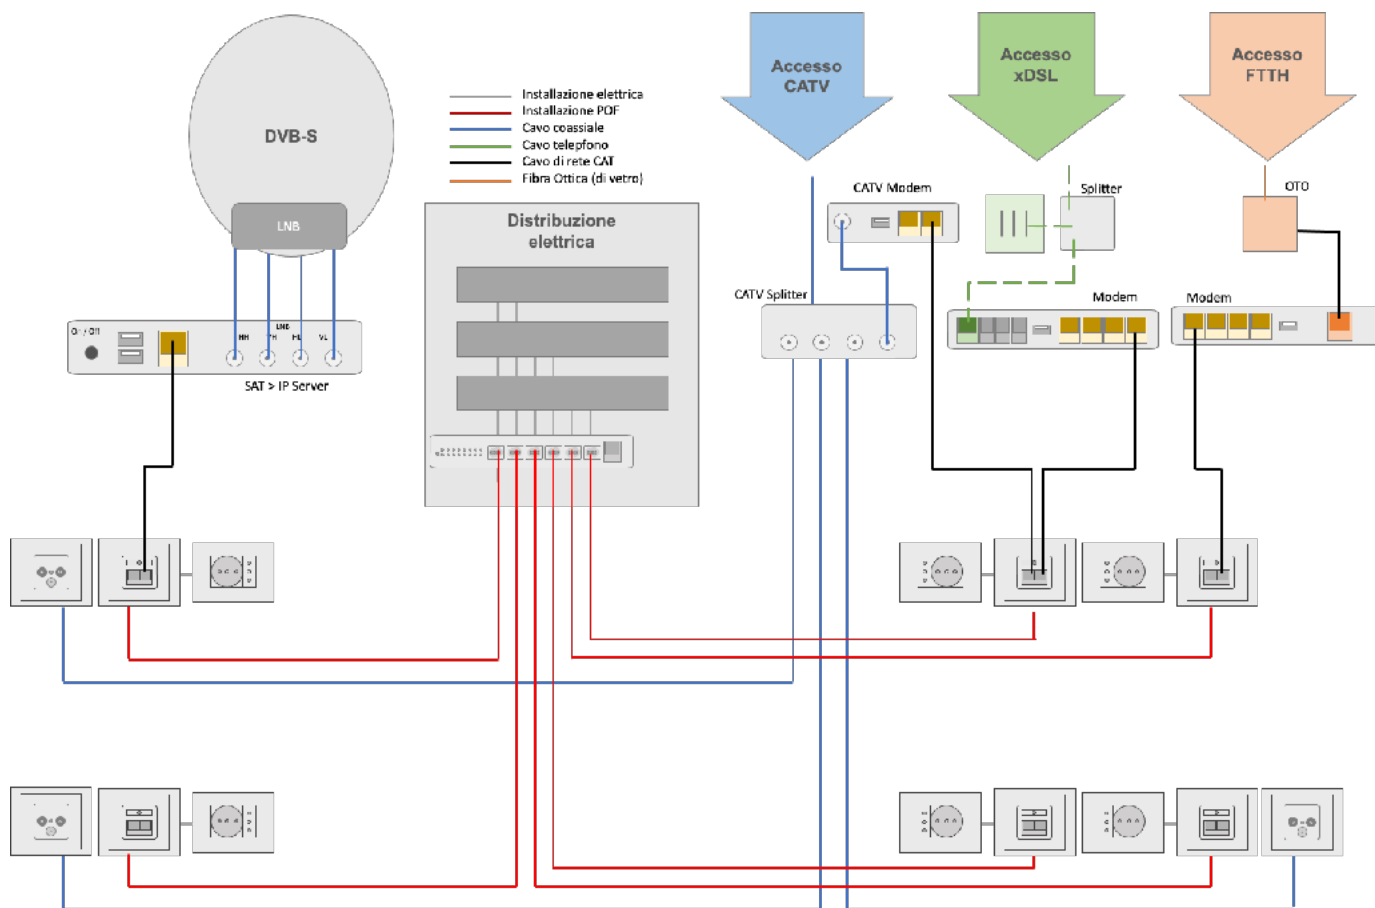 DVB-S
LNB
On / Off
LNB
HH
VH
HL
VL
SAT > IP Server
Installazione elettrica
Installazione POF
Cavo coassiale
Cavo telepfono
Cavo di rete CAT
Fibra Ottica (di vetro)
Distribuzione
elettrica
Accesso
CATV
Accesso
xDSL
Accesso
FTTH
CATV Modem
Splitter
OTO
CATV Splitter
Modem
Modem